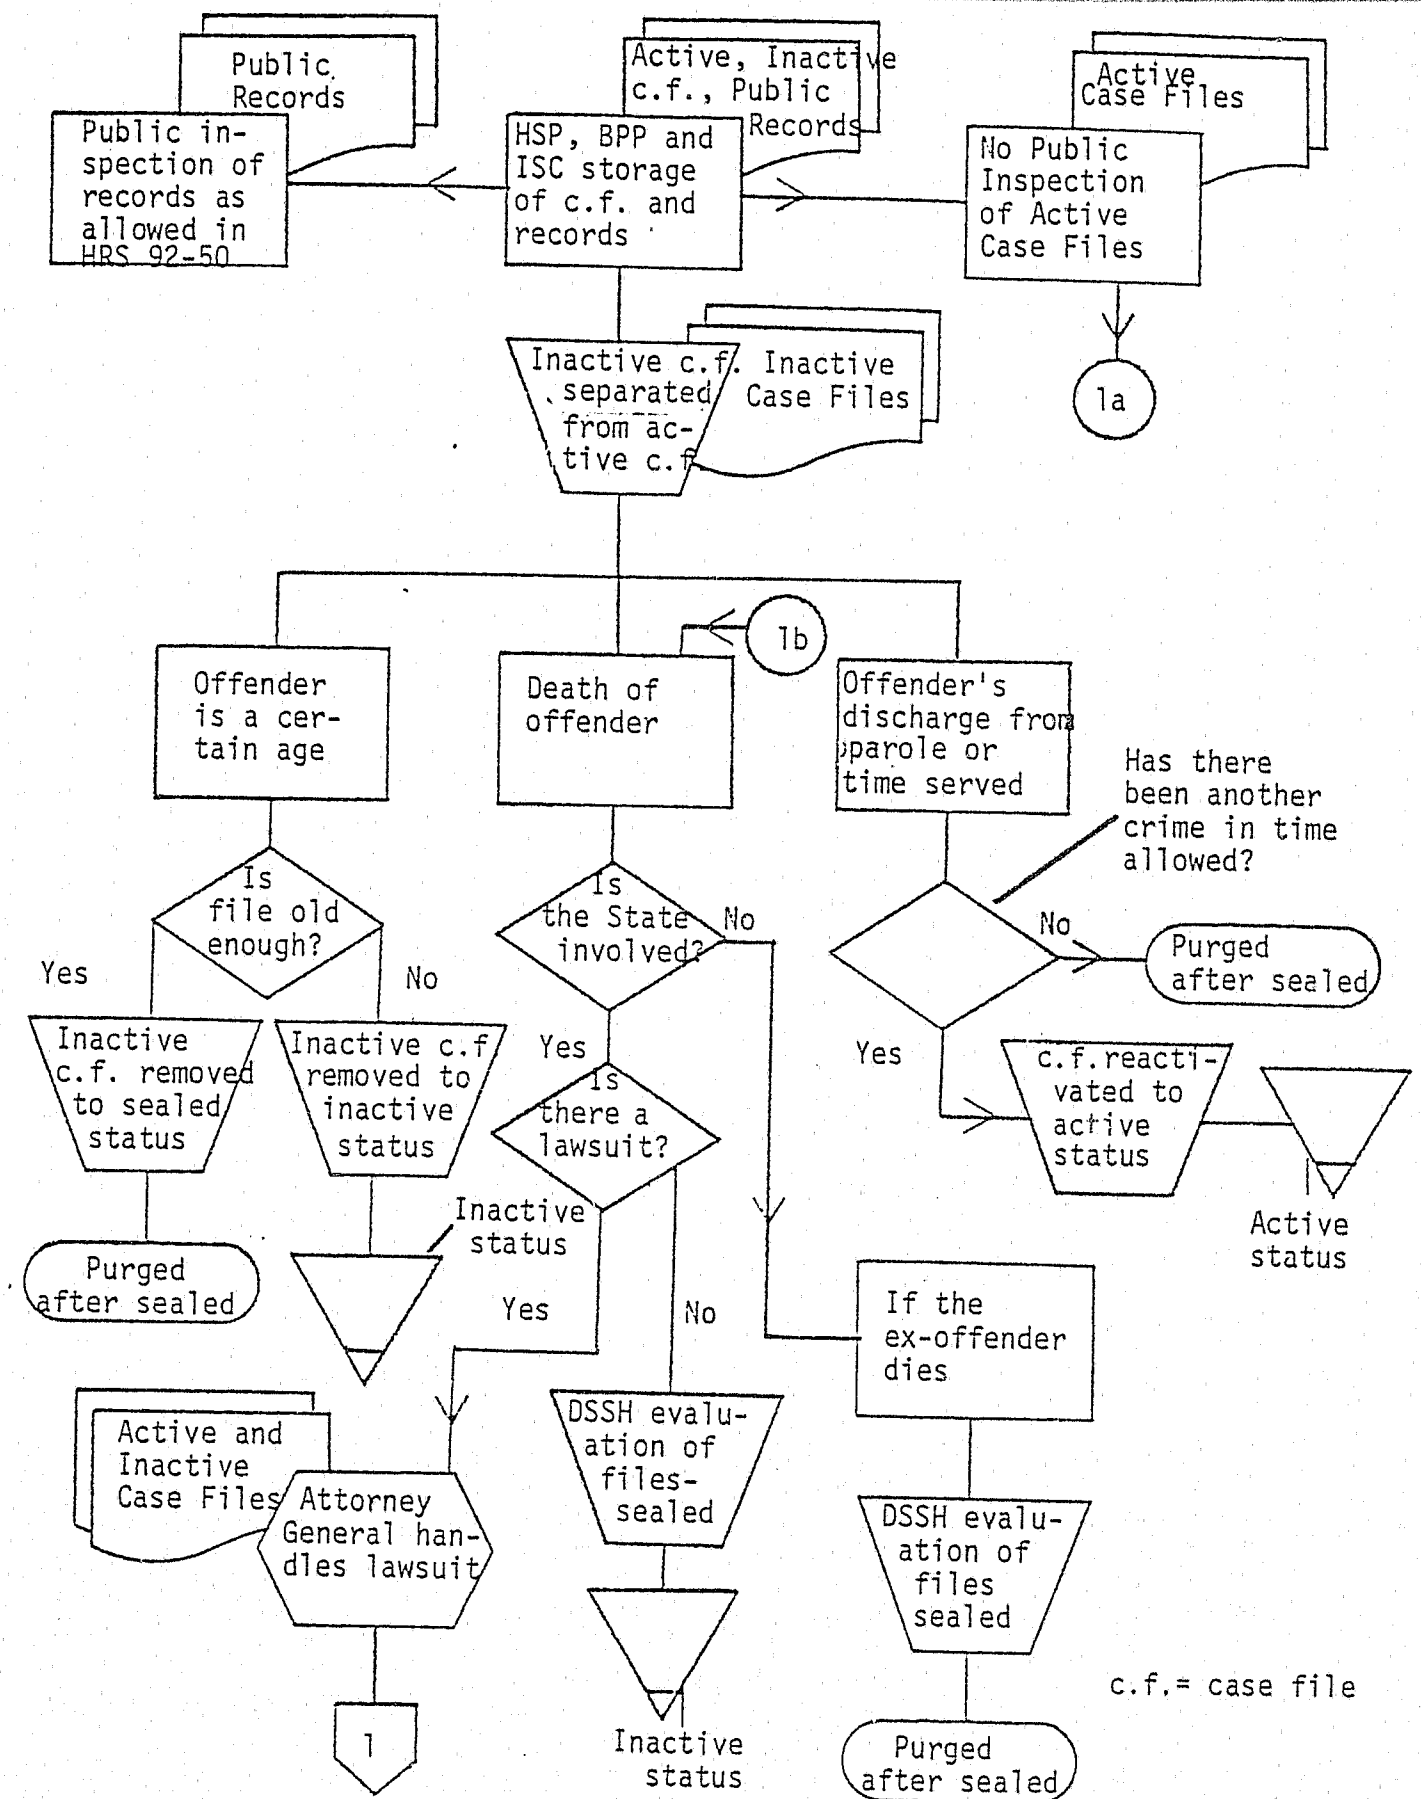 Public
Records
Public in-
spection of
records as
allowed in
HRS 92-50
Active, Inactive
c.f., Public
Records
HSP, BPP and
ISC storage
of c.f. and
records
Active
Case Files
No Public
Inspection
of Active
Case Files
1a
Inactive c.f.
separated
from ac-
tive c.f
Inactive
Case Files
1b
Offender
is a cer-
tain age
Death of
offender
Offender's
discharge from
parole or
time served
Has there
been another
crime in time
allowed?
Is
file old
enough?
Yes
No
Is
the State
involved?
No
Yes
No
Purged
after sealed
Yes
Inactive
c.f. removed
to sealed
status
Inactive c.f
removed to
inactive
status
Is
there a
lawsuit?
c.f.reacti-
vated to
active
status
Active
status
Purged
after sealed
Inactive
status
Yes
No
If the
ex-offender
dies
Active and
Inactive
Case Files
Attorney
General han-
dles lawsuit
DSSH evalu-
ation of
files-
sealed
DSSH evalu-
ation of
files
sealed
1
Inactive
status
Purged
after sealed
c.f.= case file